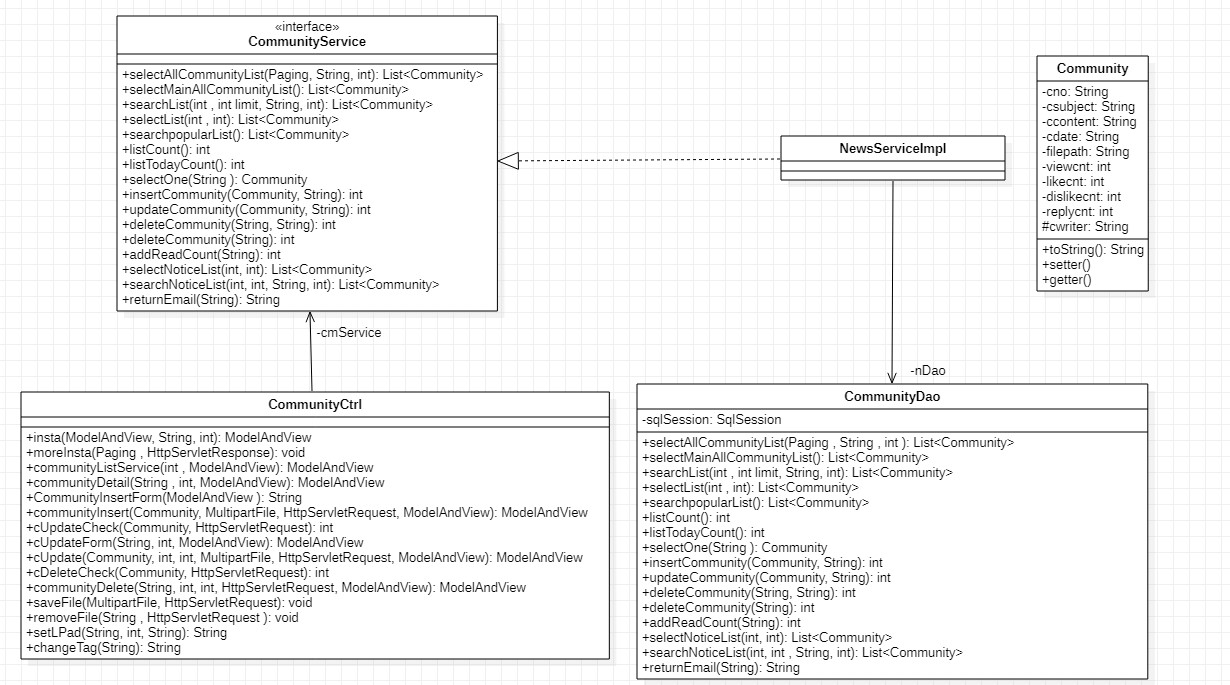 «interface»
CommunityService
+selectAllCommunityList(Paging, String, int): List<Community>
+selectMainAllCommunityList(): List<Community>
+searchList(int , int limit, String, int): List<Community>
+selectList(int , int): List<Community>
+searchpopularList(): List<Community>
+listCount(): int
+listTodayCount(): int
+selectOne(String ): Community
+insertCommunity(Community, String): int
+updateCommunity(Community, String): int
+deleteCommunity(String, String): int
+deleteCommunity(String): int
+addReadCount(String): int
+selectNoticeList(int, int): List<Community>
+searchNoticeList(int, int, String, int): List<Community>
+returnEmail(String): String
NewsServiceImpl
Community
-cno: String
-csubject: String
-ccontent: String
-cdate: String
-filepath: String
-viewcnt: int
-likecnt: int
-dislikecnt: int
-replycnt: int
#cwriter: String
+toString(): String
+setter()
+getter()
-cmService
-nDao
CommunityCtrl
+insta(ModelAndView, String, int): ModelAndView
+moreInsta(Paging , HttpServletResponse): void
+communityListService(int , ModelAndView): ModelAndView
+communityDetail(String , int, ModelAndView): ModelAndView
+CommunityInsertForm(ModelAndView ): String
+communityInsert(Community, MultipartFile, HttpServletRequest, ModelAndView): ModelAndView
+cUpdateCheck(Community, HttpServletRequest): int
+cUpdateForm(String, int, ModelAndView): ModelAndView
+cUpdate(Community, int, int, MultipartFile, HttpServletRequest, ModelAndView): ModelAndView
+cDeleteCheck(Community, HttpServletRequest): int
+communityDelete(String, int, int, HttpServletRequest, ModelAndView): ModelAndView
+saveFile(MultipartFile, HttpServletRequest): void
+removeFile(String , HttpServletRequest ): void
+setLPad(String, int, String): String
+changeTag(String): String
CommunityDao
-sqlSession: SqlSession
+selectAllCommunityList(Paging , String , int ): List<Community>
+selectMainAllCommunityList(): List<Community>
+searchList(int , int limit, String, int): List<Community>
+selectList(int , int): List<Community>
+searchpopularList(): List<Community>
+listCount(): int
+listTodayCount(): int
+selectOne(String ): Community
+insertCommunity(Community, String): int
+updateCommunity(Community, String): int
+deleteCommunity(String, String): int
+deleteCommunity(String): int
+addReadCount(String): int
+selectNoticeList(int, int): List<Community>
+searchNoticeList(int, int , String, int): List<Community>
+returnEmail(String): String